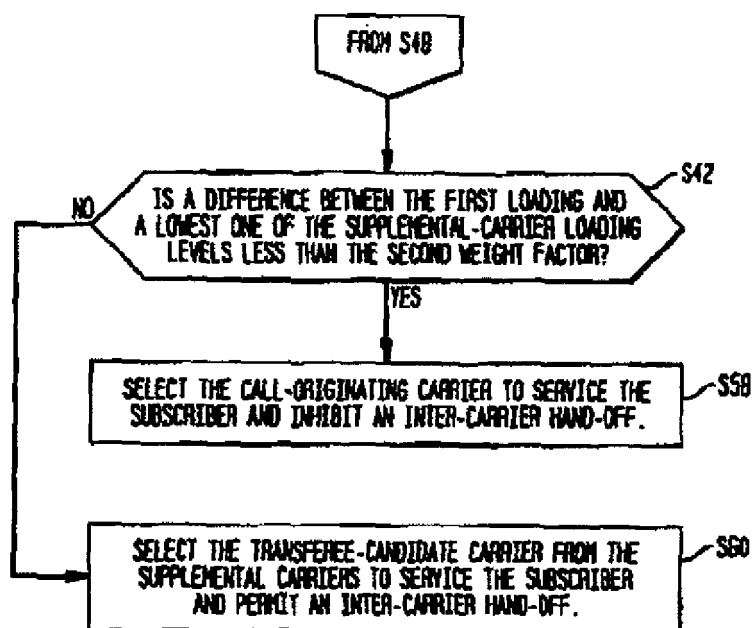 FROM S48
S42
NO
IS A DIFFERENCE BETWEEN THE FIRST LOADING AND
A LOWEST ONE OF THE SUPPLEMENTAL-CARRIER LOADING
LEVELS LESS THAN THE SECOND WEIGHT FACTOR?
YES
SELECT THE CALL-ORIGINATING CARRIER TO SERVICE THE
SUBSCRIBER AND INHIBIT AN INTER-CARRIER HAND-OFF.
S58
SELECT THE TRANSFEREE-CANDIDATE CARRIER FROM THE
SUPPLEMENTAL CARRIERS TO SERVICE THE SUBSCRIBER
AND PERMIT AN INTER-CARRIER HAND-OFF.
S60